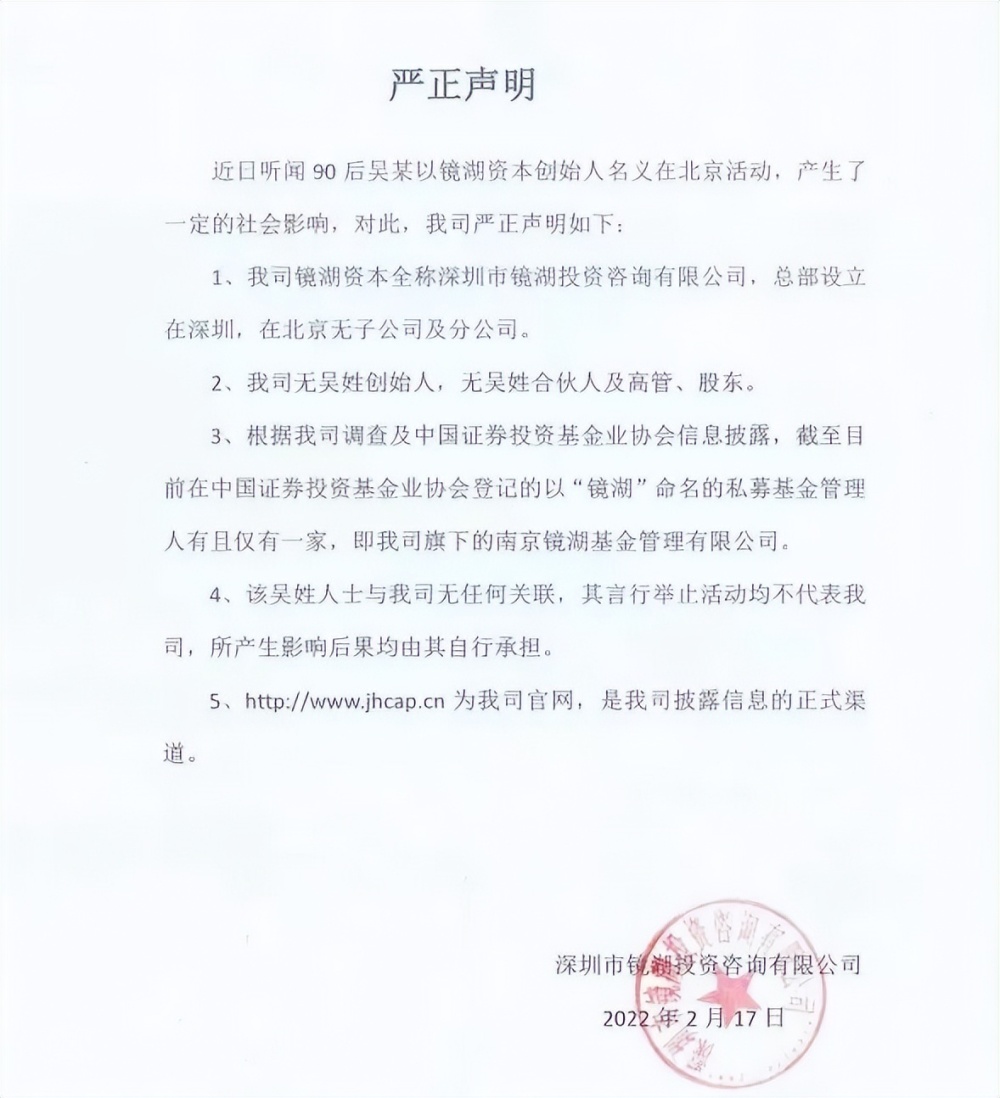 严正声明
近日听闻 90 后吴某以镜湖资本创始人名义在北京活动，产生了
一定的社会影响，对此，我司严正声明如下：
1、我司镜湖资本全称深圳市镜湖投资咨询有限公司，总部设立
在深圳，在北京无子公司及分公司。
2、我司无吴姓创始人，无吴姓合伙人及高管、股东。
3、根据我司调查及中国证券投资基金业协会信息披露，截至目
前在中国证券投资基金业协会登记的以“镜湖”命名的私募基金管理
人有且仅有一家，即我司旗下的南京镜湖基金管理有限公司。
4、该吴姓人士与我司无任何关联，其言行举止活动均不代表我
司，所产生影响后果均由其自行承担。
5、http://www.jhcap.cn 为我司官网，是我司披露信息的正式渠
道。
深圳市镜湖投资咨询有限公司
2022 年 2 月 17 日
深圳市镜湖投资咨询有限公司